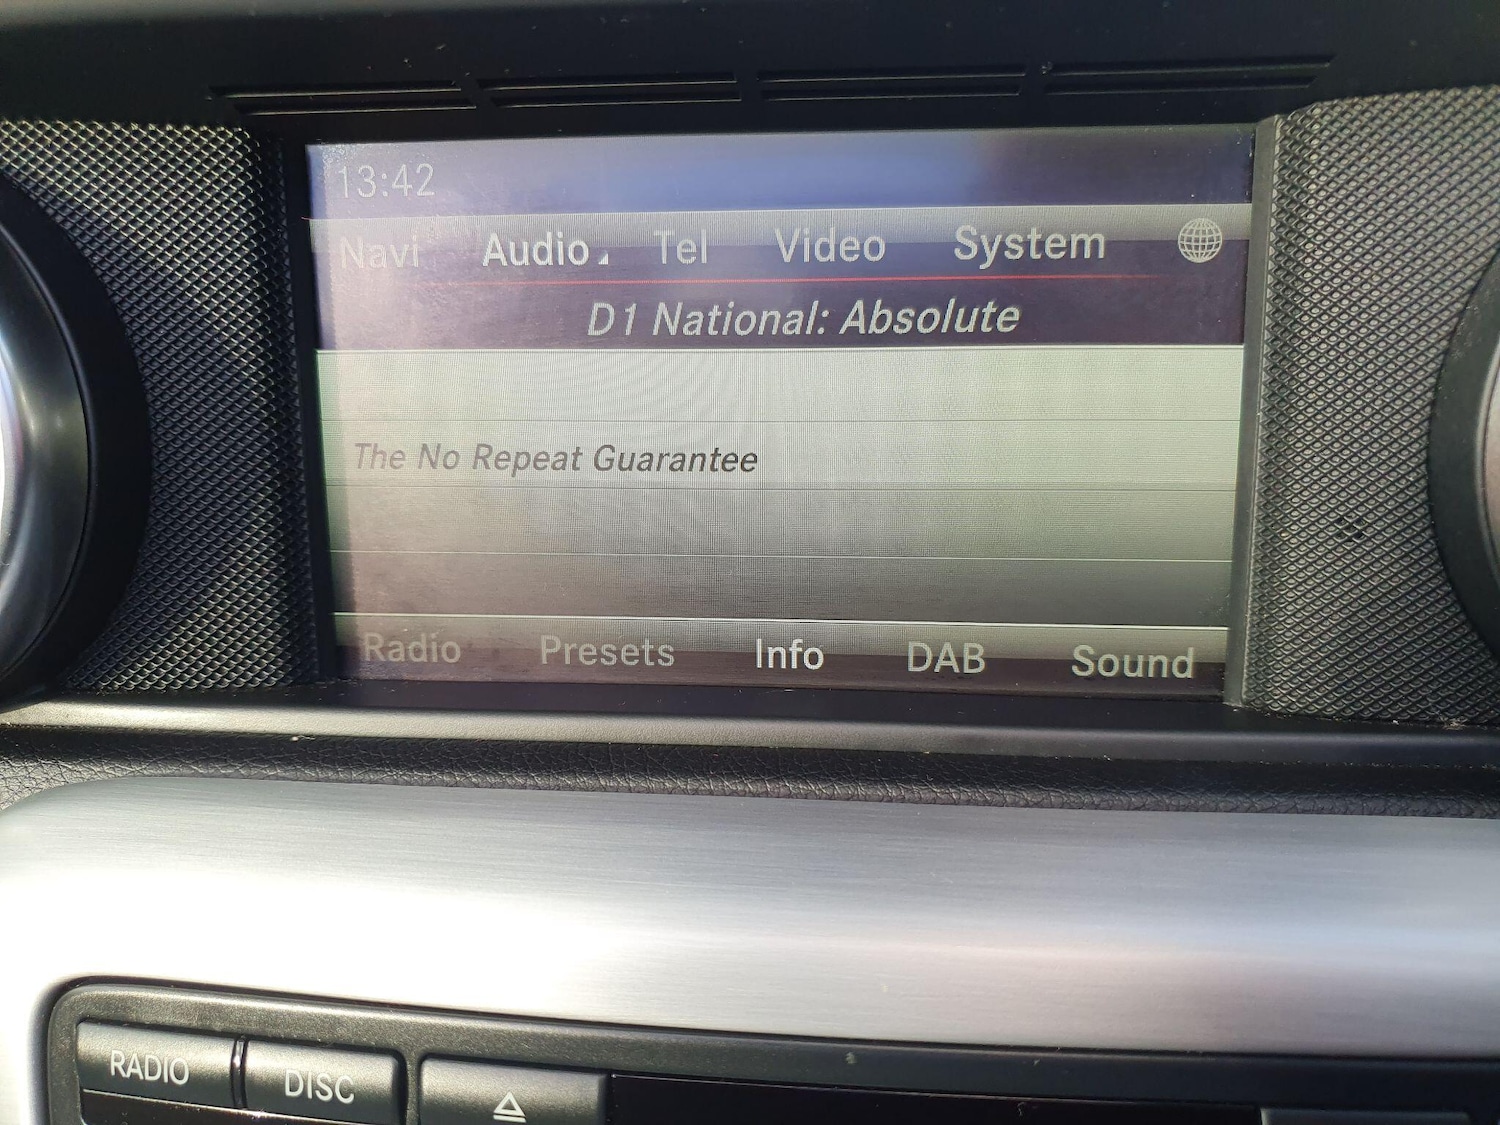 13:42
Navi Audio Tel Video System
D1 National: Absolute
The No Repeat Guarantee
Radio Presets Info DAB Sound
RADIO DISC